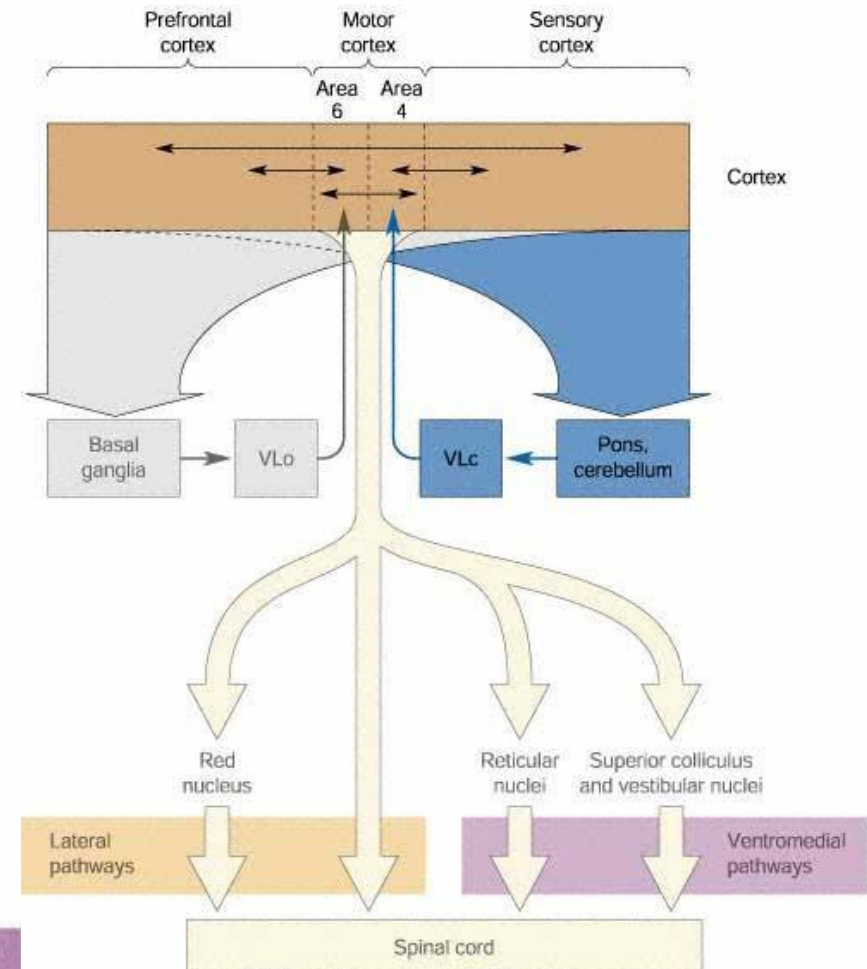 Prefrontal
cortex
Motor
cortex
Sensory
cortex
Area
6
Area
4
Cortex
Basal
ganglia
VLo
VLc
Pons,
cerebellum
Red
nucleus
Reticular
nuclei
Superior colliculus
and vestibular nuclei
Lateral
pathways
Ventromedial
pathways
Spinal cord